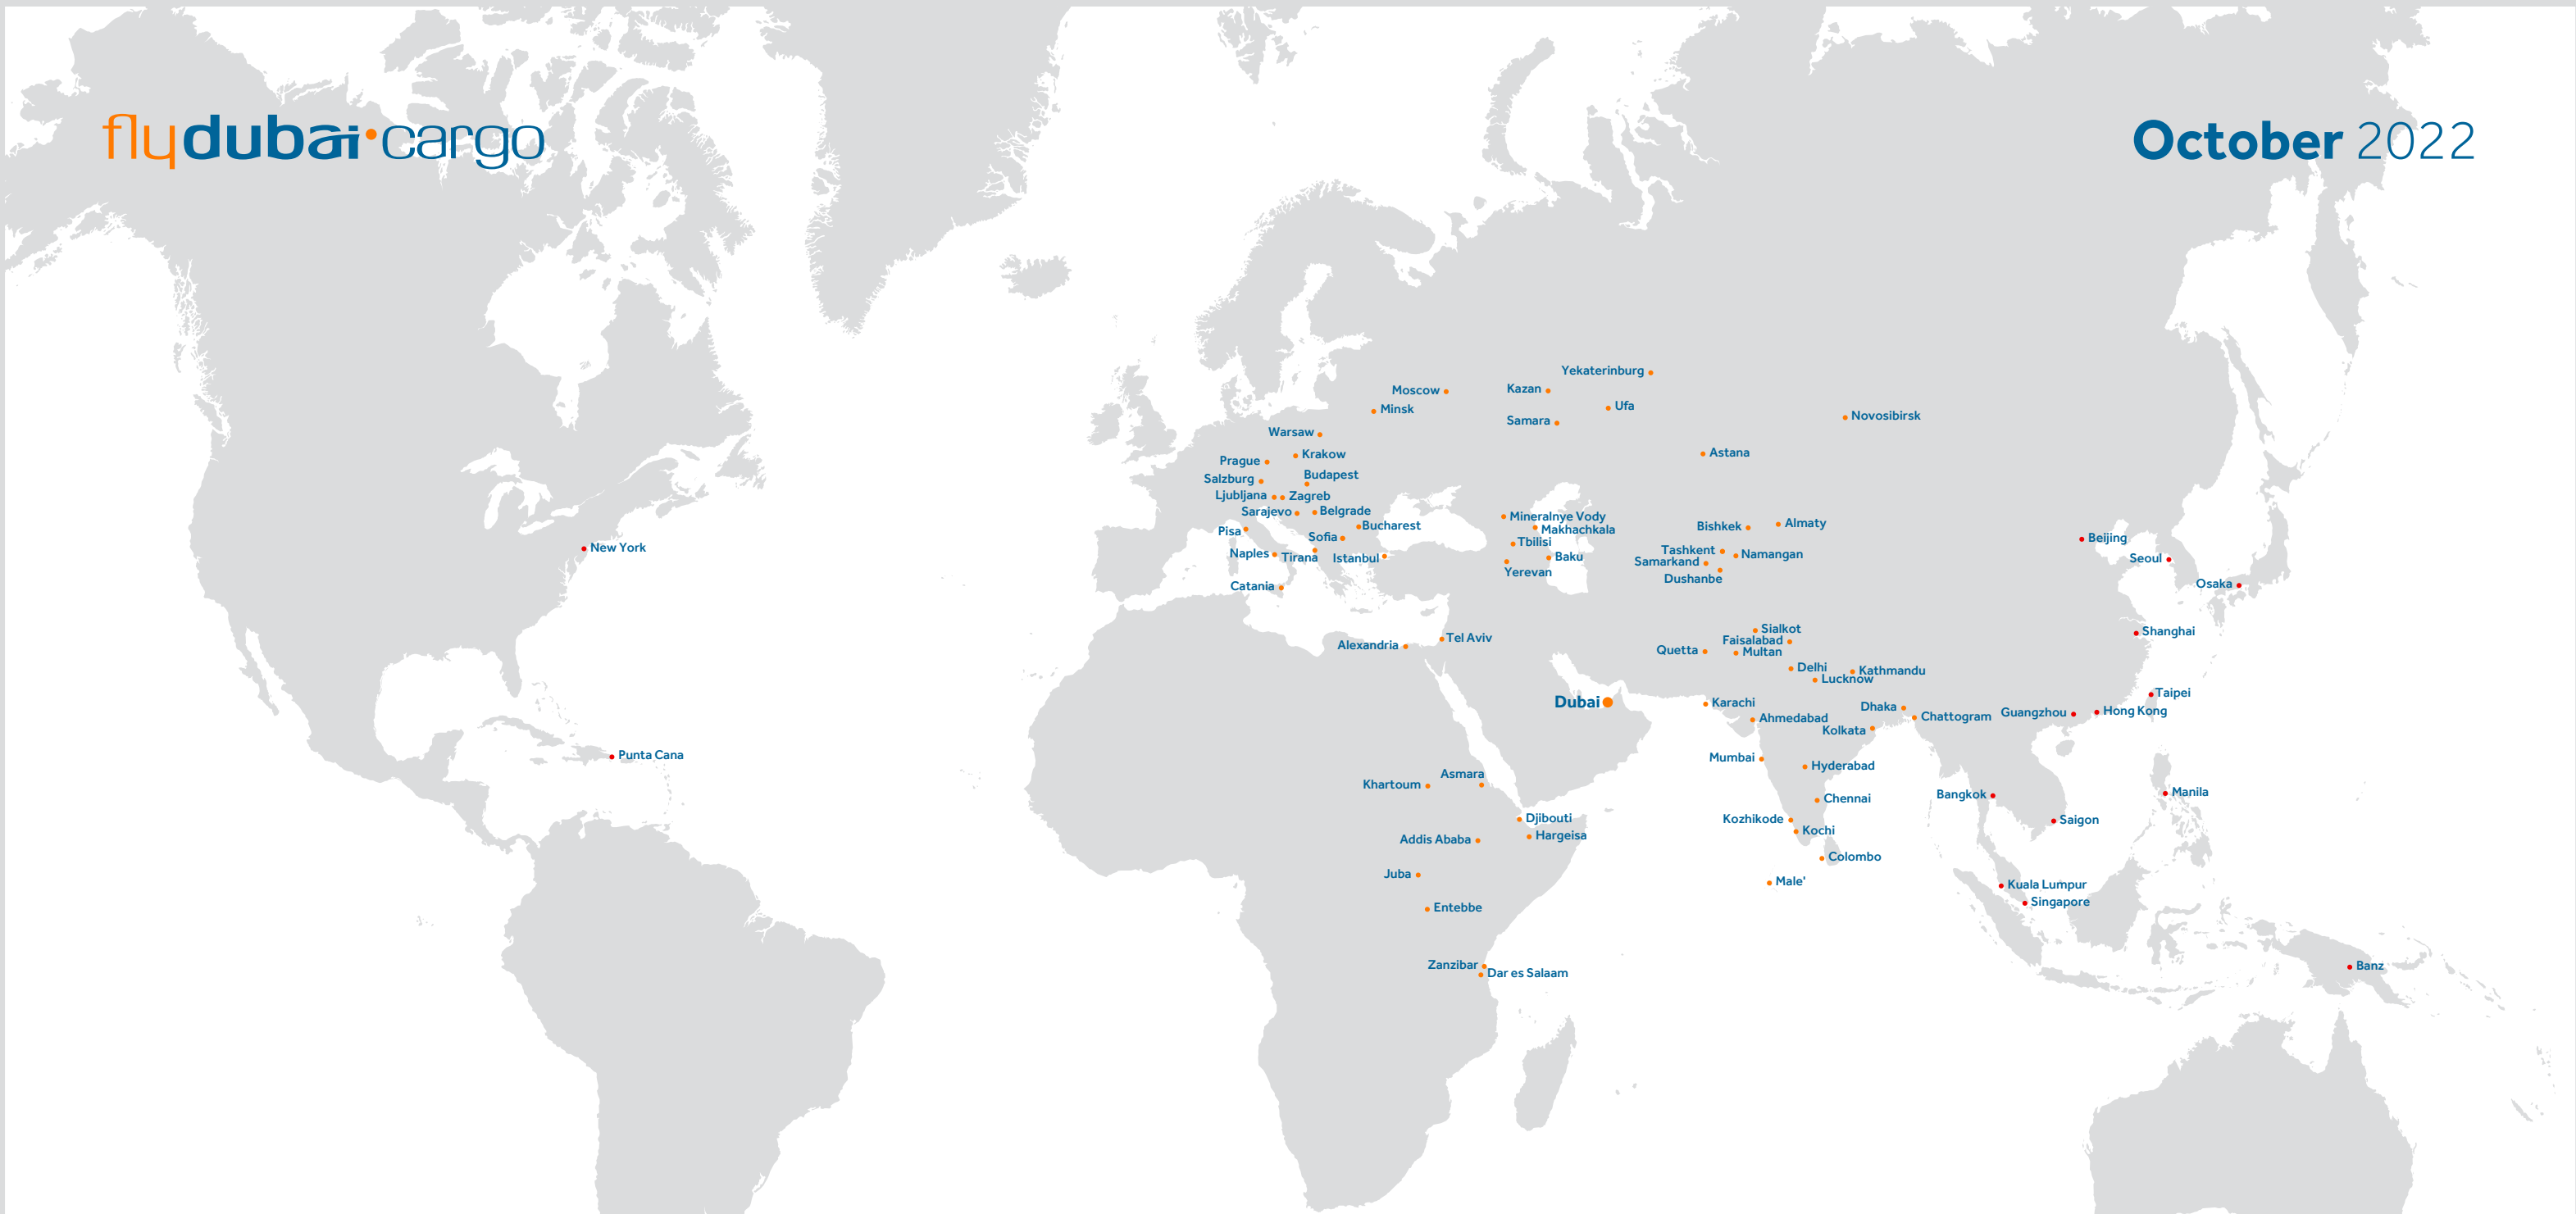 flydubai·cargo
October 2022
Yekaterinburg
Moscow
Kazan
Minsk
Ufa
Samara
Novosibirsk
Warsaw
Krakow
Astana
Prague
Budapest
Salzburg
Ljubljana
Zagreb
Sarajevo
Belgrade
Mineralnye Vody
Bucharest
Makhachkala
Bishkek
Almaty
Pisa
Sofia
Tbilisi
Beijing
New York
Naples
Tirana
Istanbul
Baku
Tashkent
Namangan
Seoul
Samarkand
Yerevan
Dushanbe
Catania
Osaka
Sialkot
Shanghai
Alexandria
Tel Aviv
Faisalabad
Quetta
Multan
Delhi
Kathmandu
Lucknow
Taipei
Dubai
Karachi
Dhaka
Guangzhou
Hong Kong
Ahmedabad
Chattogram
Kolkata
Punta Cana
Mumbai
Hyderabad
Asmara
Khartoum
Manila
Bangkok
Chennai
Djibouti
Kozhikode
Saigon
Kochi
Hargeisa
Addis Ababa
Colombo
Juba
Male'
Kuala Lumpur
Singapore
Entebbe
Zanzibar
Banz
Dar es Salaam